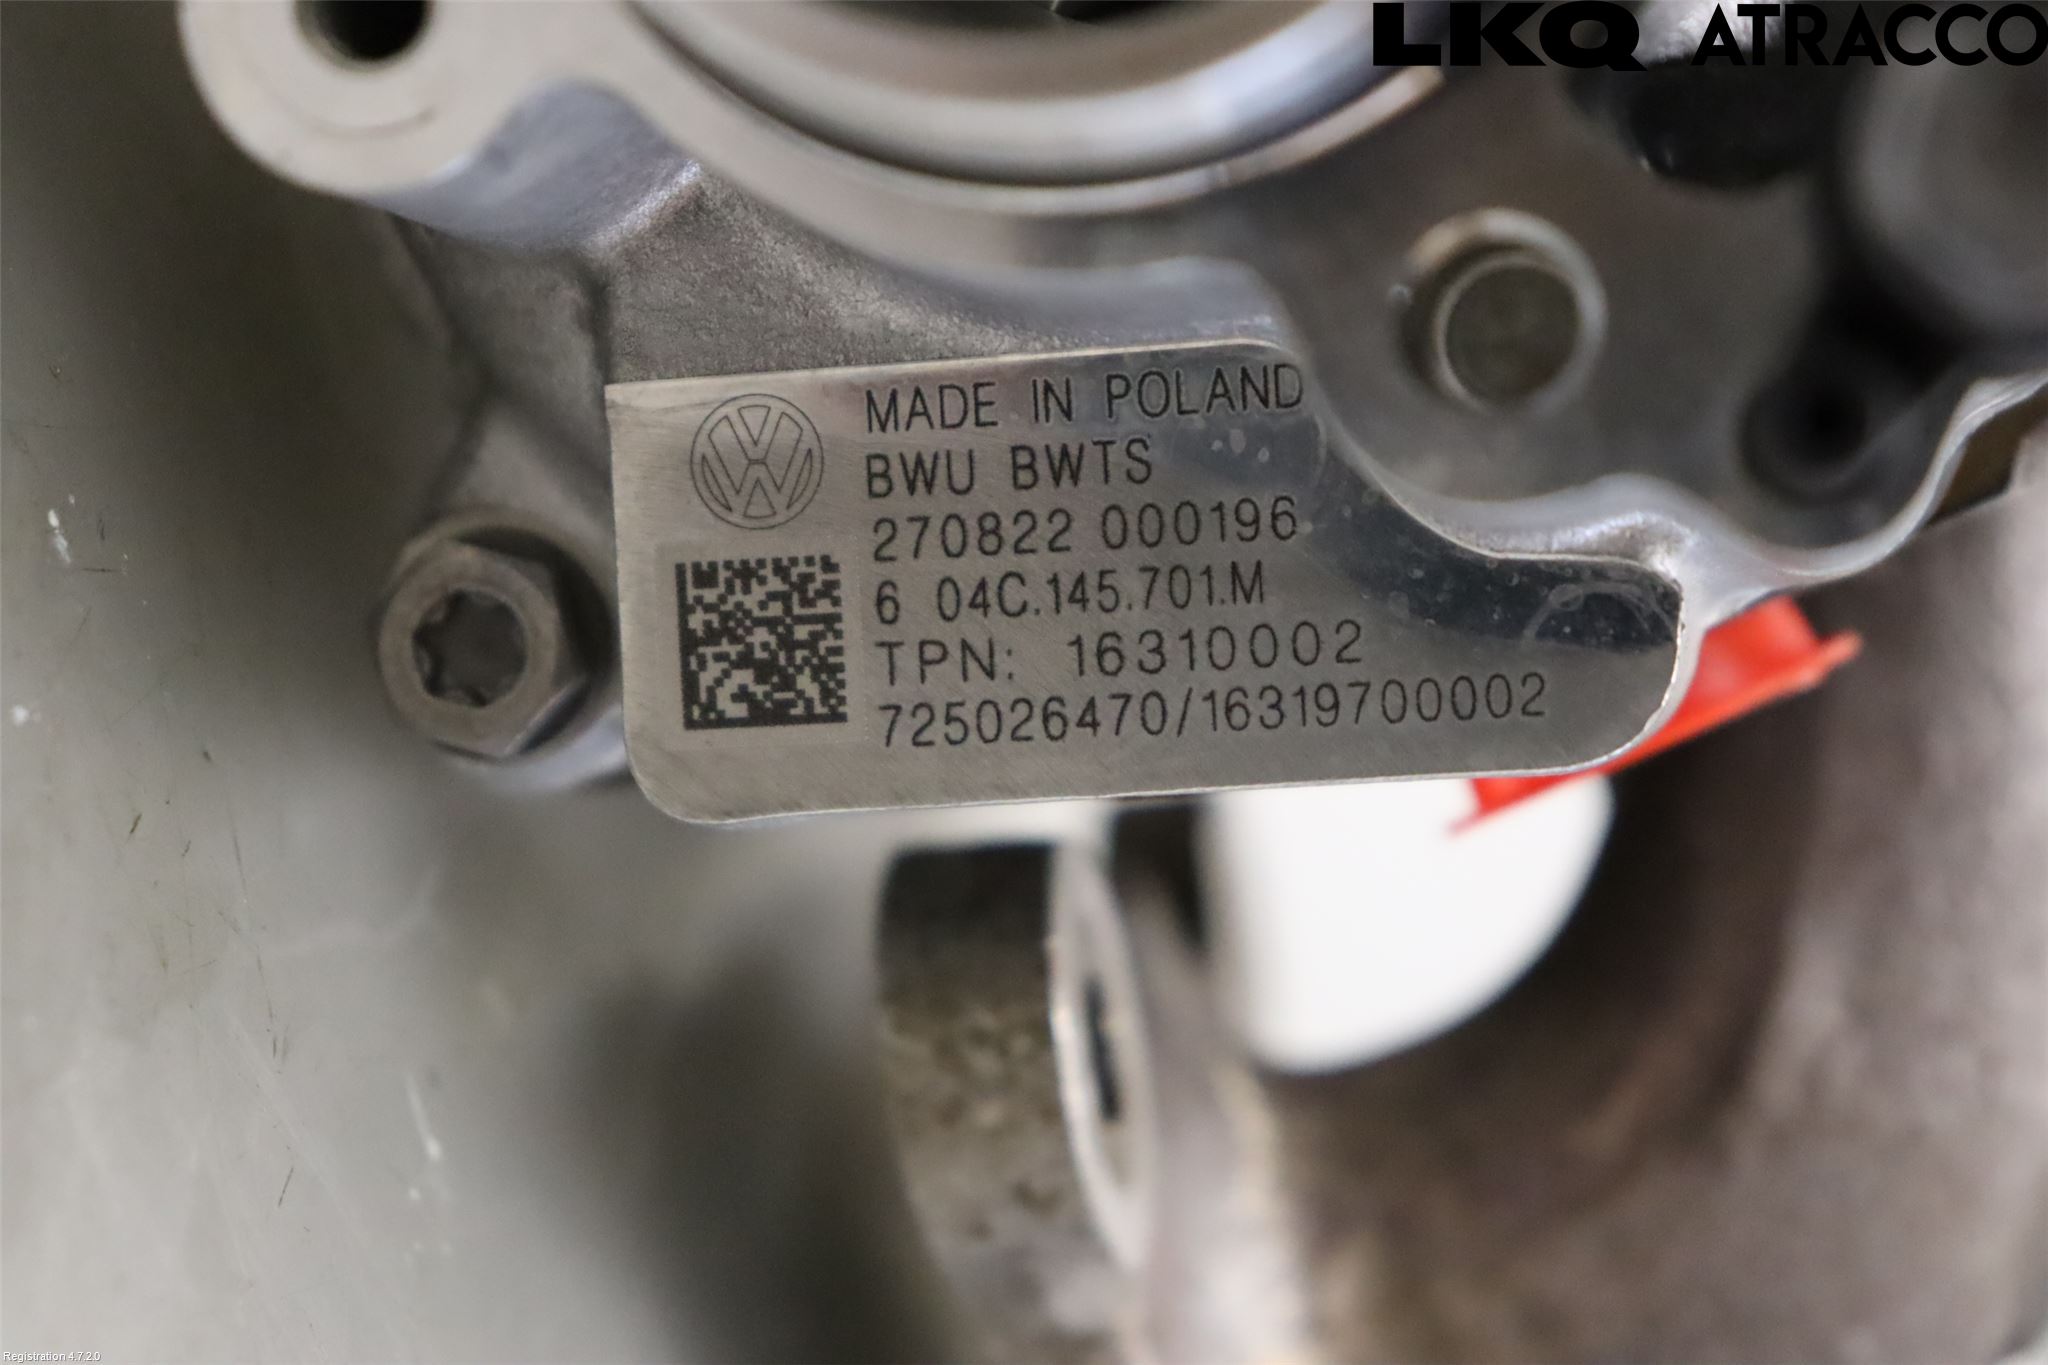 LKQ ATRACCO
MADE IN POLAND
BWU BWTS
270822 000196
6 04C.145.701.M
TPN: 16310002
725026470/16319700002
Registration 4.7.2.0